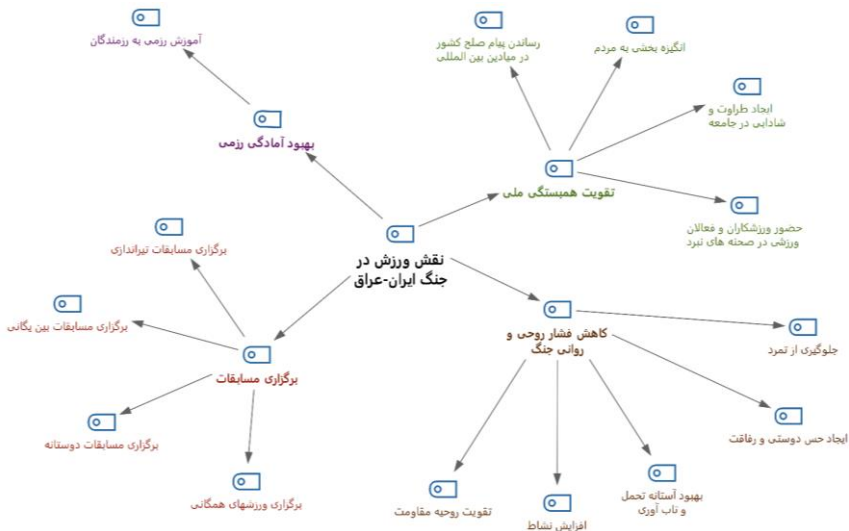 آموزش رزمی به رزمندگان
بهبود آمادگی رزمی
رساندن پیام صلح کشور
در میادین بین المللی
انگیزه بخشی به مردم
ایجاد طراوت و
شادابی در جامعه
تقویت همبستگی ملی
حضور ورزشکاران و فعالان
ورزشی در صحنه های نبرد
نقش ورزش در
جنگ ایران-عراق
برگزاری مسابقات تیراندازی
برگزاری مسابقات بین یگانی
برگزاری مسابقات
برگزاری مسابقات دوستانه
برگزاری ورزشهای همگانی
کاهش فشار روحی و
روانی جنگ
جلوگیری از تمرد
ایجاد حس دوستی و رفاقت
بهبود آستانه تحمل
و تاب آوری
افزایش نشاط
تقویت روحیه مقاومت